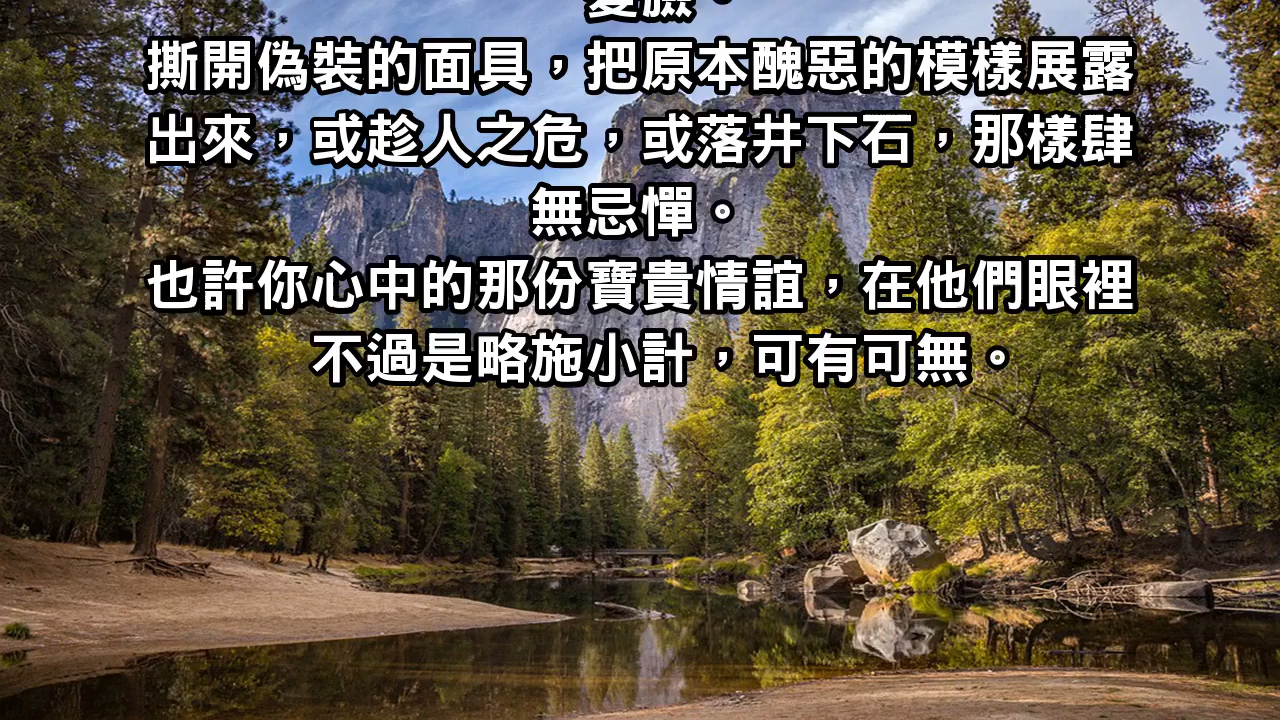 變臉。
撕開偽裝的面具，把原本醜惡的模樣展露
出來，或趁人之危，或落井下石，那樣肆
無忌憚。
也許你心中的那份寶貴情誼，在他們眼裡
不過是略施小計，可有可無。